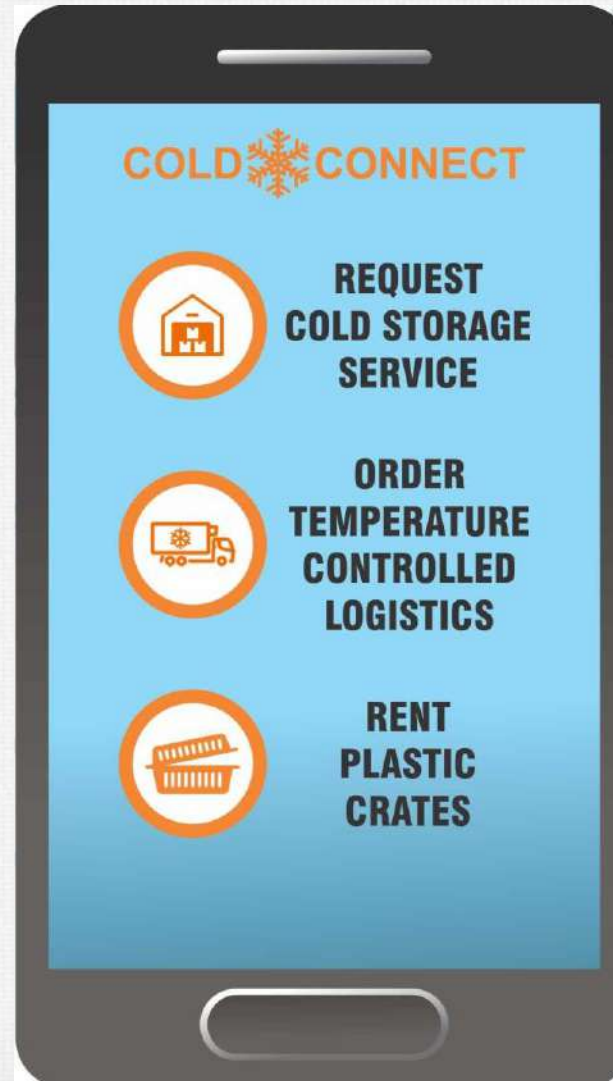 COLD CONNECT
REQUEST
COLD STORAGE
SERVICE
ORDER
TEMPERATURE
CONTROLLED
LOGISTICS
RENT
PLASTIC
CRATES